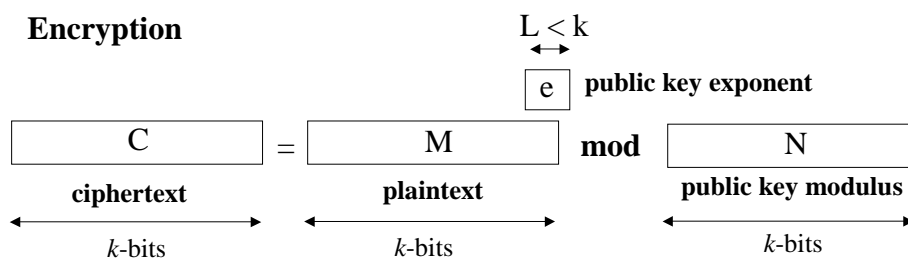 Encryption
L < k
e public key exponent
C = M mod N
ciphertext plaintext public key modulus
k-bits k-bits k-bits